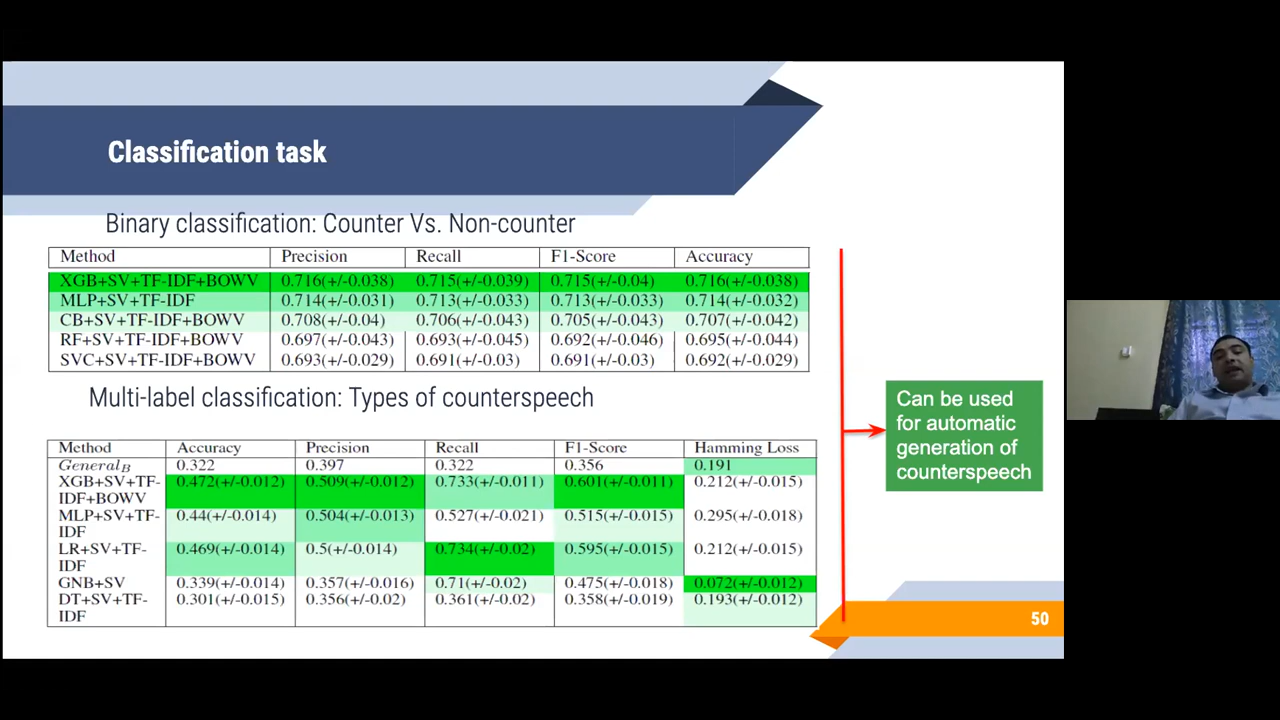 Classification task
Binary classification: Counter Vs. Non-counter
Method Precision Recall F1-Score Accuracy
XGB+SV+TF-IDF+BOWV 0.716(+/-0.038) 0.715(+/-0.039) 0.715(+/-0.04) 0.716(+/-0.038)
MLP+SV+TF-IDF 0.714(+/-0.031) 0.713(+/-0.033) 0.713(+/-0.033) 0.714(+/-0.032)
CB+SV+TF-IDF+BOWV 0.708(+/-0.04) 0.706(+/-0.043) 0.705(+/-0.043) 0.707(+/-0.042)
RF+SV+TF-IDF+BOWV 0.697(+/-0.043) 0.693(+/-0.045) 0.692(+/-0.046) 0.695(+/-0.044)
SVC+SV+TF-IDF+BOWV 0.693(+/-0.029) 0.691(+/-0.03) 0.691(+/-0.03) 0.692(+/-0.029)
Multi-label classification: Types of counterspeech
Method Accuracy Precision Recall F1-Score Hamming Loss
General_B 0.322 0.397 0.322 0.356 0.191
XGB+SV+TF- 0.472(+/-0.012) 0.509(+/-0.012) 0.733(+/-0.011) 0.601(+/-0.011) 0.212(+/-0.015)
IDF+BOWV
MLP+SV+TF- 0.44(+/-0.014) 0.504(+/-0.013) 0.527(+/-0.021) 0.515(+/-0.015) 0.295(+/-0.018)
IDF
LR+SV+TF- 0.469(+/-0.014) 0.5(+/-0.014) 0.734(+/-0.02) 0.595(+/-0.015) 0.212(+/-0.015)
IDF
GNB+SV 0.339(+/-0.014) 0.357(+/-0.016) 0.71(+/-0.02) 0.475(+/-0.018) 0.072(+/-0.012)
DT+SV+TF- 0.301(+/-0.015) 0.356(+/-0.02) 0.361(+/-0.02) 0.358(+/-0.019) 0.193(+/-0.012)
IDF
Can be used
for automatic
generation of
counterspeech
50